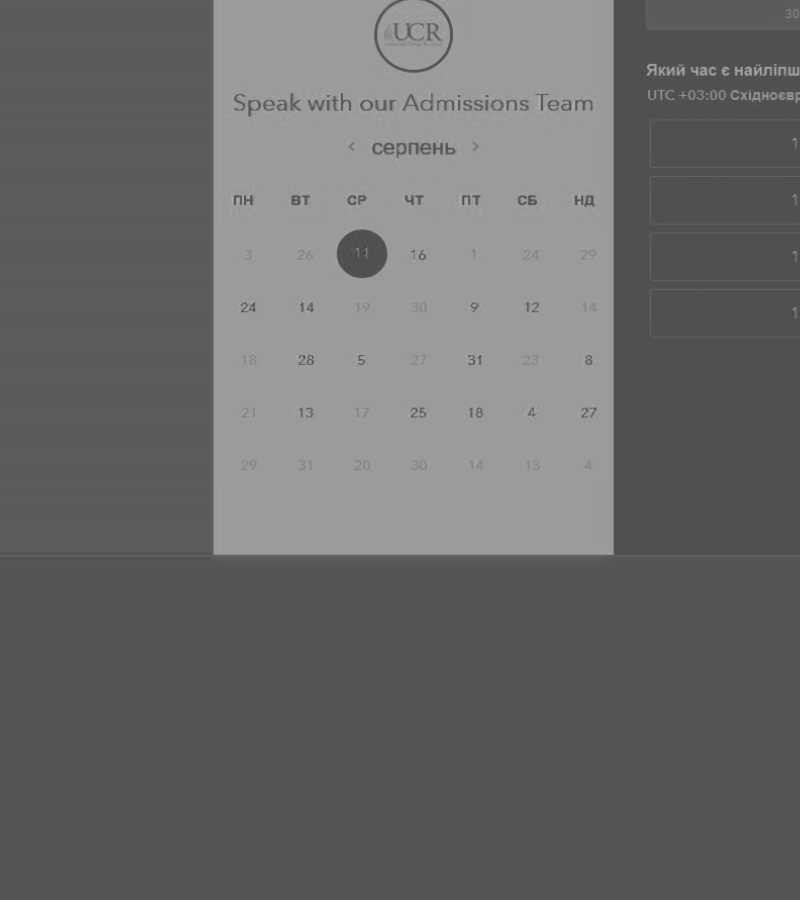 UCR
Speak with our Admissions Team
серпень
ПН ВТ СР ЧТ ПТ СБ НД
3 26 11 16 1 24 29
24 14 19 30 9 12 14
18 28 5 27 31 23 8
21 13 17 25 18 4 27
29 31 20 30 14 13 4
30
Який час є найліпш
UTC +03:00 Східноєвр
1
1
1
1